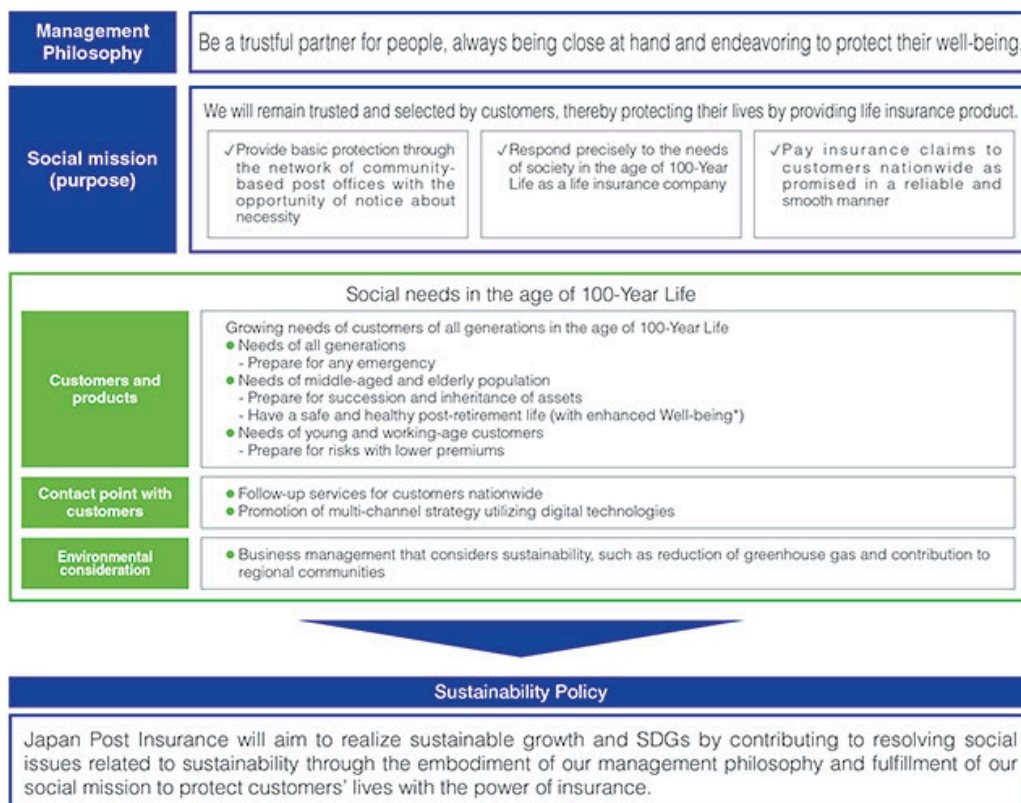 Management
Philosophy
Be a trustful partner for people, always being close at hand and endeavoring to protect their well-being.
Social mission
(purpose)
We will remain trusted and selected by customers, thereby protecting their lives by providing life insurance product.
✓Provide basic protection through
the network of community-
based post offices with the
opportunity of notice about
necessity
✓Respond precisely to the needs
of society in the age of 100-Year
Life as a life insurance company
✓Pay insurance claims to
customers nationwide as
promised in a reliable and
smooth manner
Social needs in the age of 100-Year Life
Customers and
products
Growing needs of customers of all generations in the age of 100-Year Life
● Needs of all generations
- Prepare for any emergency
● Needs of middle-aged and elderly population
- Prepare for succession and inheritance of assets
- Have a safe and healthy post-retirement life (with enhanced Well-being*)
● Needs of young and working-age customers
- Prepare for risks with lower premiums
Contact point with
customers
● Follow-up services for customers nationwide
● Promotion of multi-channel strategy utilizing digital technologies
Environmental
consideration
● Business management that considers sustainability, such as reduction of greenhouse gas and contribution to
regional communities
Sustainability Policy
Japan Post Insurance will aim to realize sustainable growth and SDGs by contributing to resolving social
issues related to sustainability through the embodiment of our management philosophy and fulfillment of our
social mission to protect customers' lives with the power of insurance.